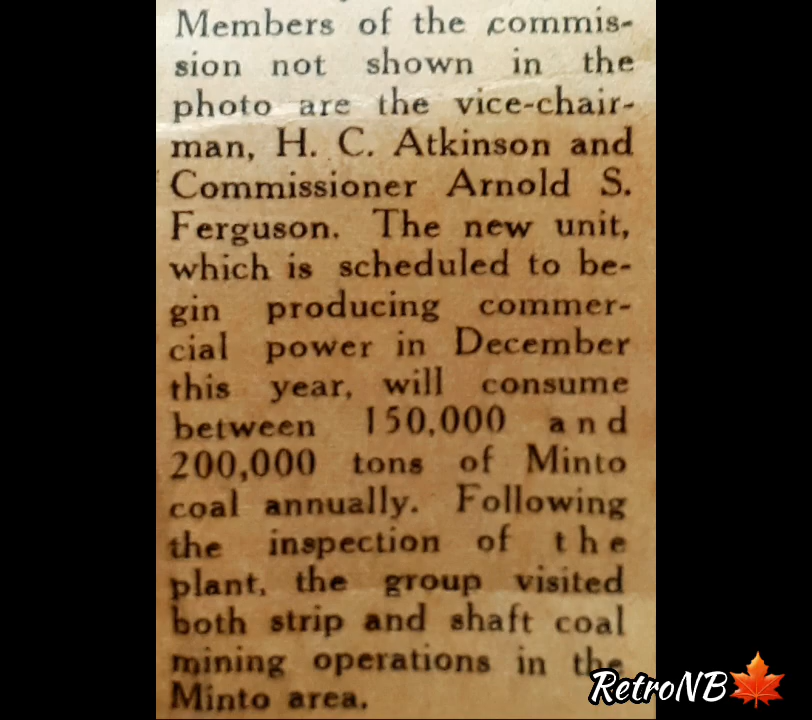 Members of the commis-
sion not shown in the
photo are the vice-chair-
man, H. C. Atkinson and
Commissioner Arnold S.
Ferguson. The new unit,
which is scheduled to be-
gin producing commer-
cial power in December
this year, will consume
between 150,000 and
200,000 tons of Minto
coal annually. Following
the inspection of the
plant, the group visited
both strip and shaft coal
mining operations in the
Minto area.
RetroNB